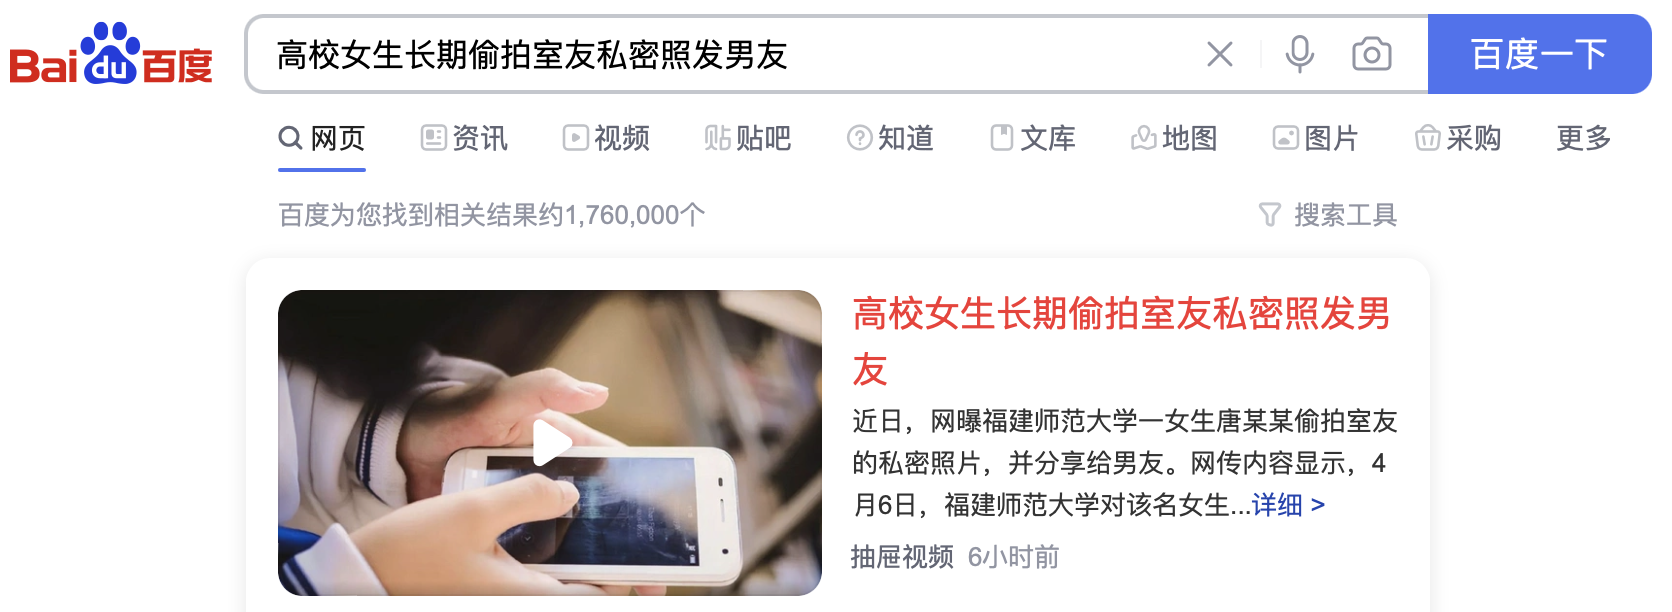 Bai du 百度
高校女生长期偷拍室友私密照发男友
百度一下
网页 资讯 视频 贴吧 知道 文库 地图 图片 采购 更多
百度为您找到相关结果约1,760,000个
搜索工具
高校女生长期偷拍室友私密照发男
友
近日，网曝福建师范大学一女生唐某某偷拍室友
的私密照片，并分享给男友。网传内容显示，4
月6日，福建师范大学对该名女生...详细 >
抽屉视频 6小时前